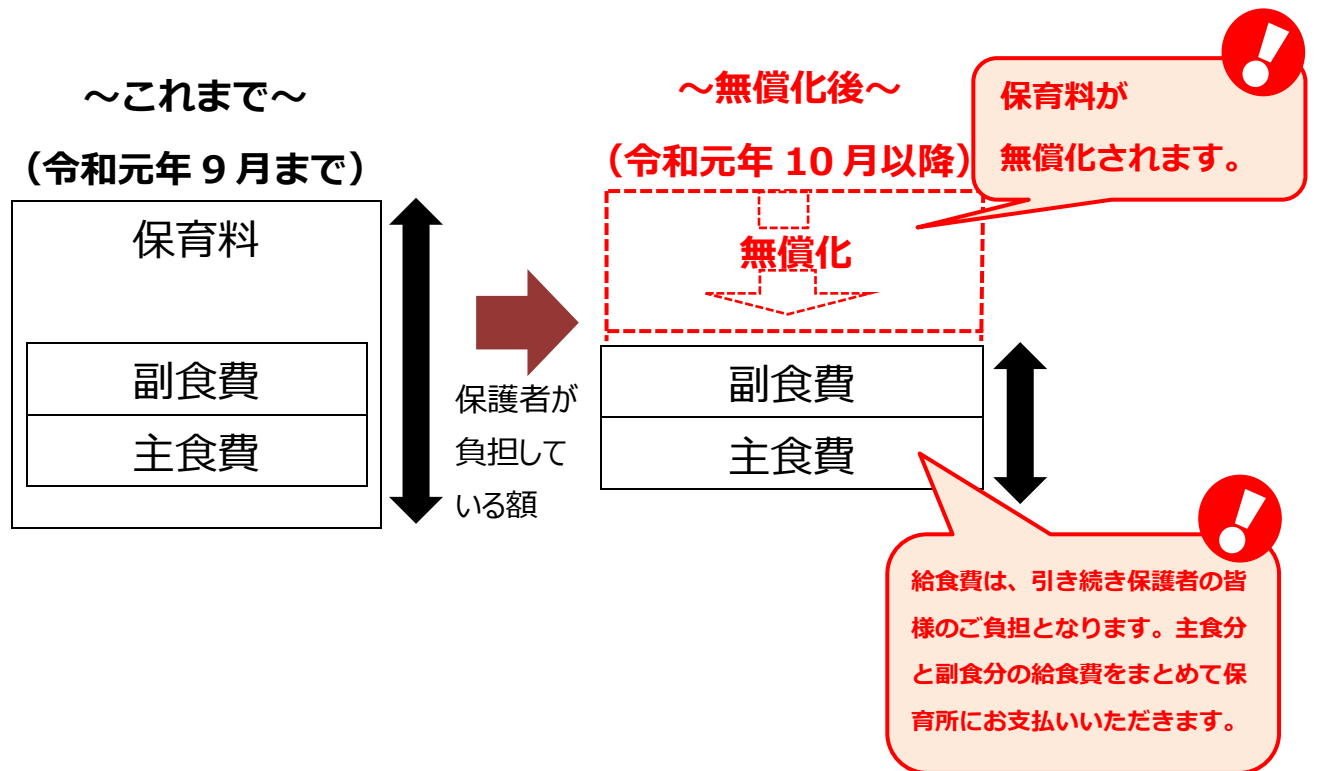 ～これまで～
（令和元年 9 月まで）
保育料
副食費
主食費
保護者が
負担して
いる額
～無償化後～
（令和元年 10 月以降）
無償化
副食費
主食費
保育料が
無償化されます。
給食費は、引き続き保護者の皆
様のご負担となります。主食分
と副食分の給食費をまとめて保
育所にお支払いいただきます。